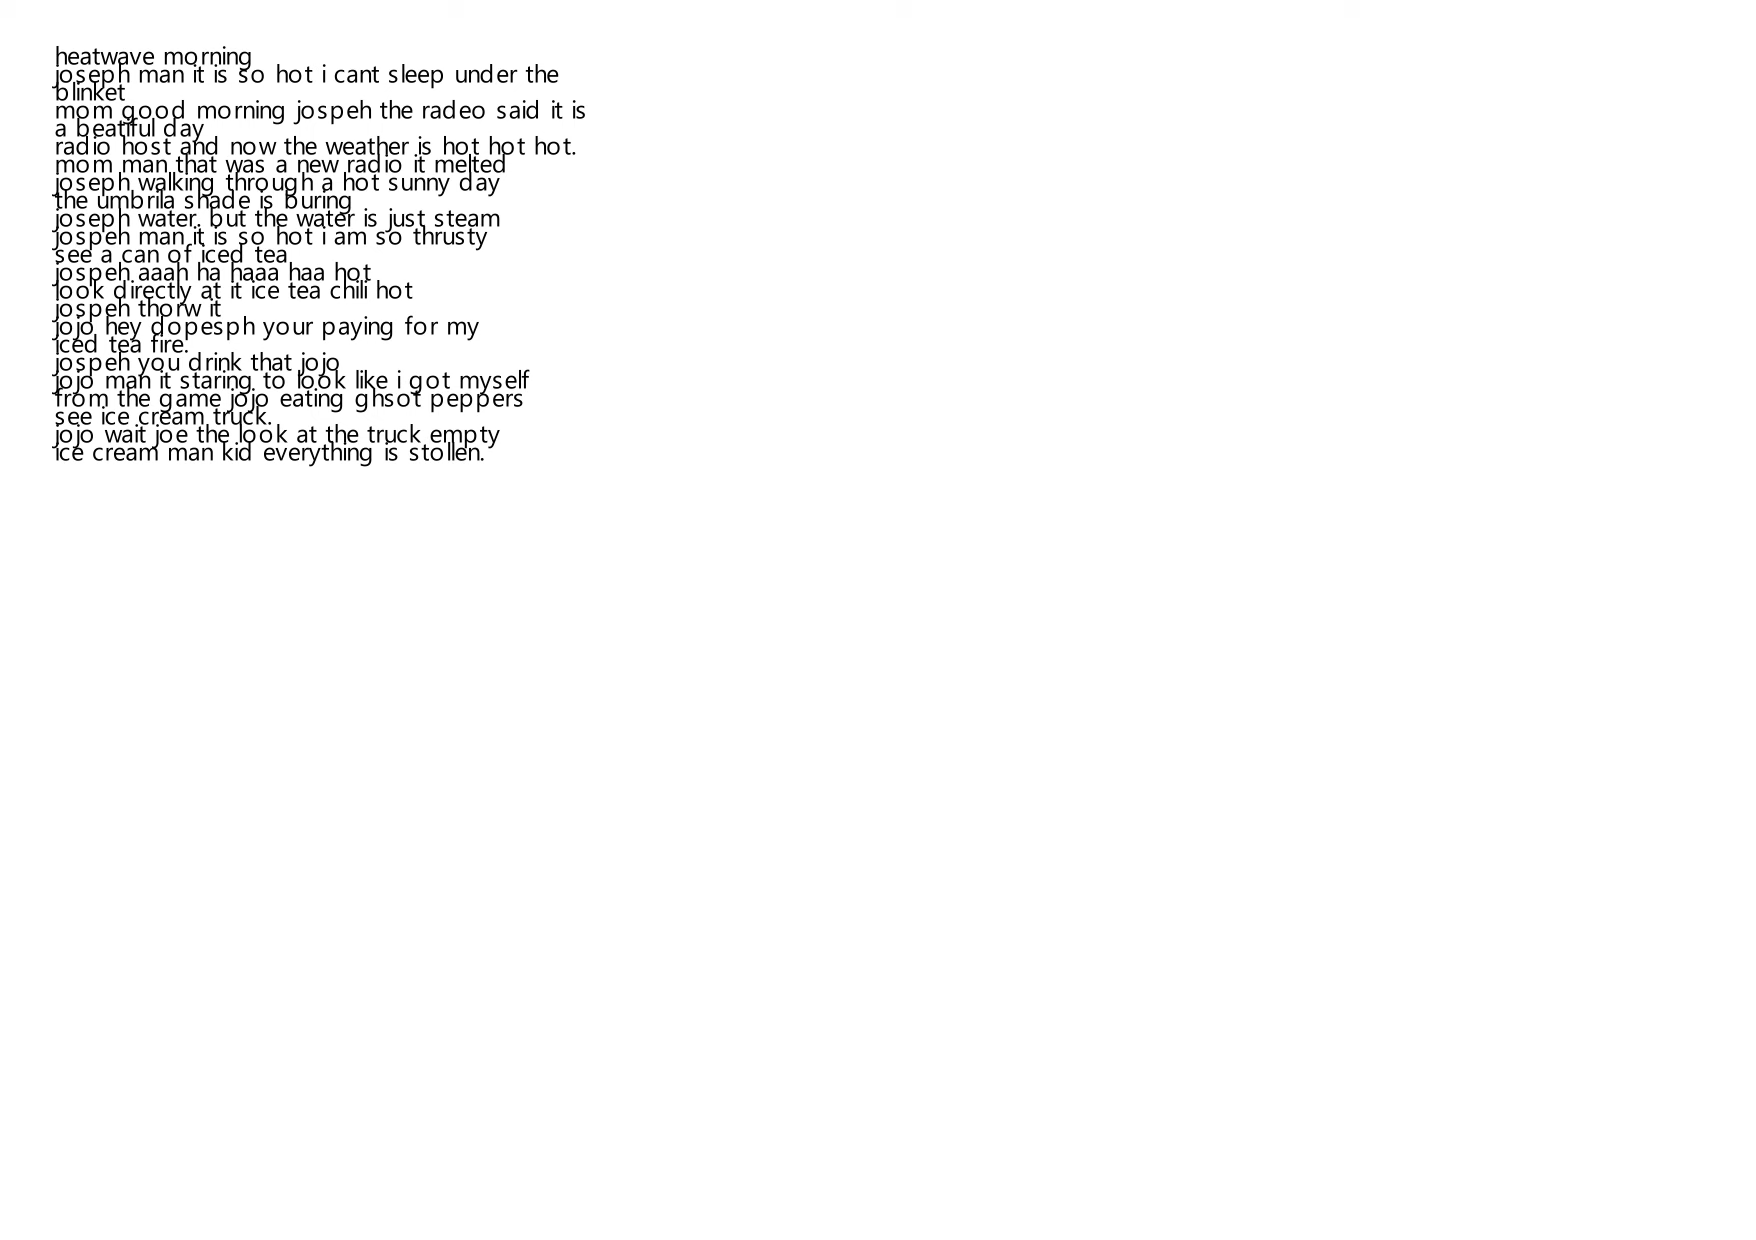 heatwave morning
joseph man it is so hot i cant sleep under the
blinket
mom good morning jospeh the radeo said it is
a beatiful day
radio host and now the weather is hot hot hot.
mom man that was a new radio it melted
joseph walking through a hot sunny day
the umbrila shade is buring
joseph water. but the water is just steam
jospeh man it is so hot i am so thrusty
see a can of iced tea
jospeh aaah ha haaa haa hot
look directly at it ice tea chili hot
jospeh thorw it
jojo hey dopesph your paying for my
iced tea fire.
jospeh you drink that jojo
jojo man it staring to look like i got myself
from the game jojo eating ghsot peppers
see ice cream truck.
jojo wait joe the look at the truck empty
ice cream man kid everything is stollen.